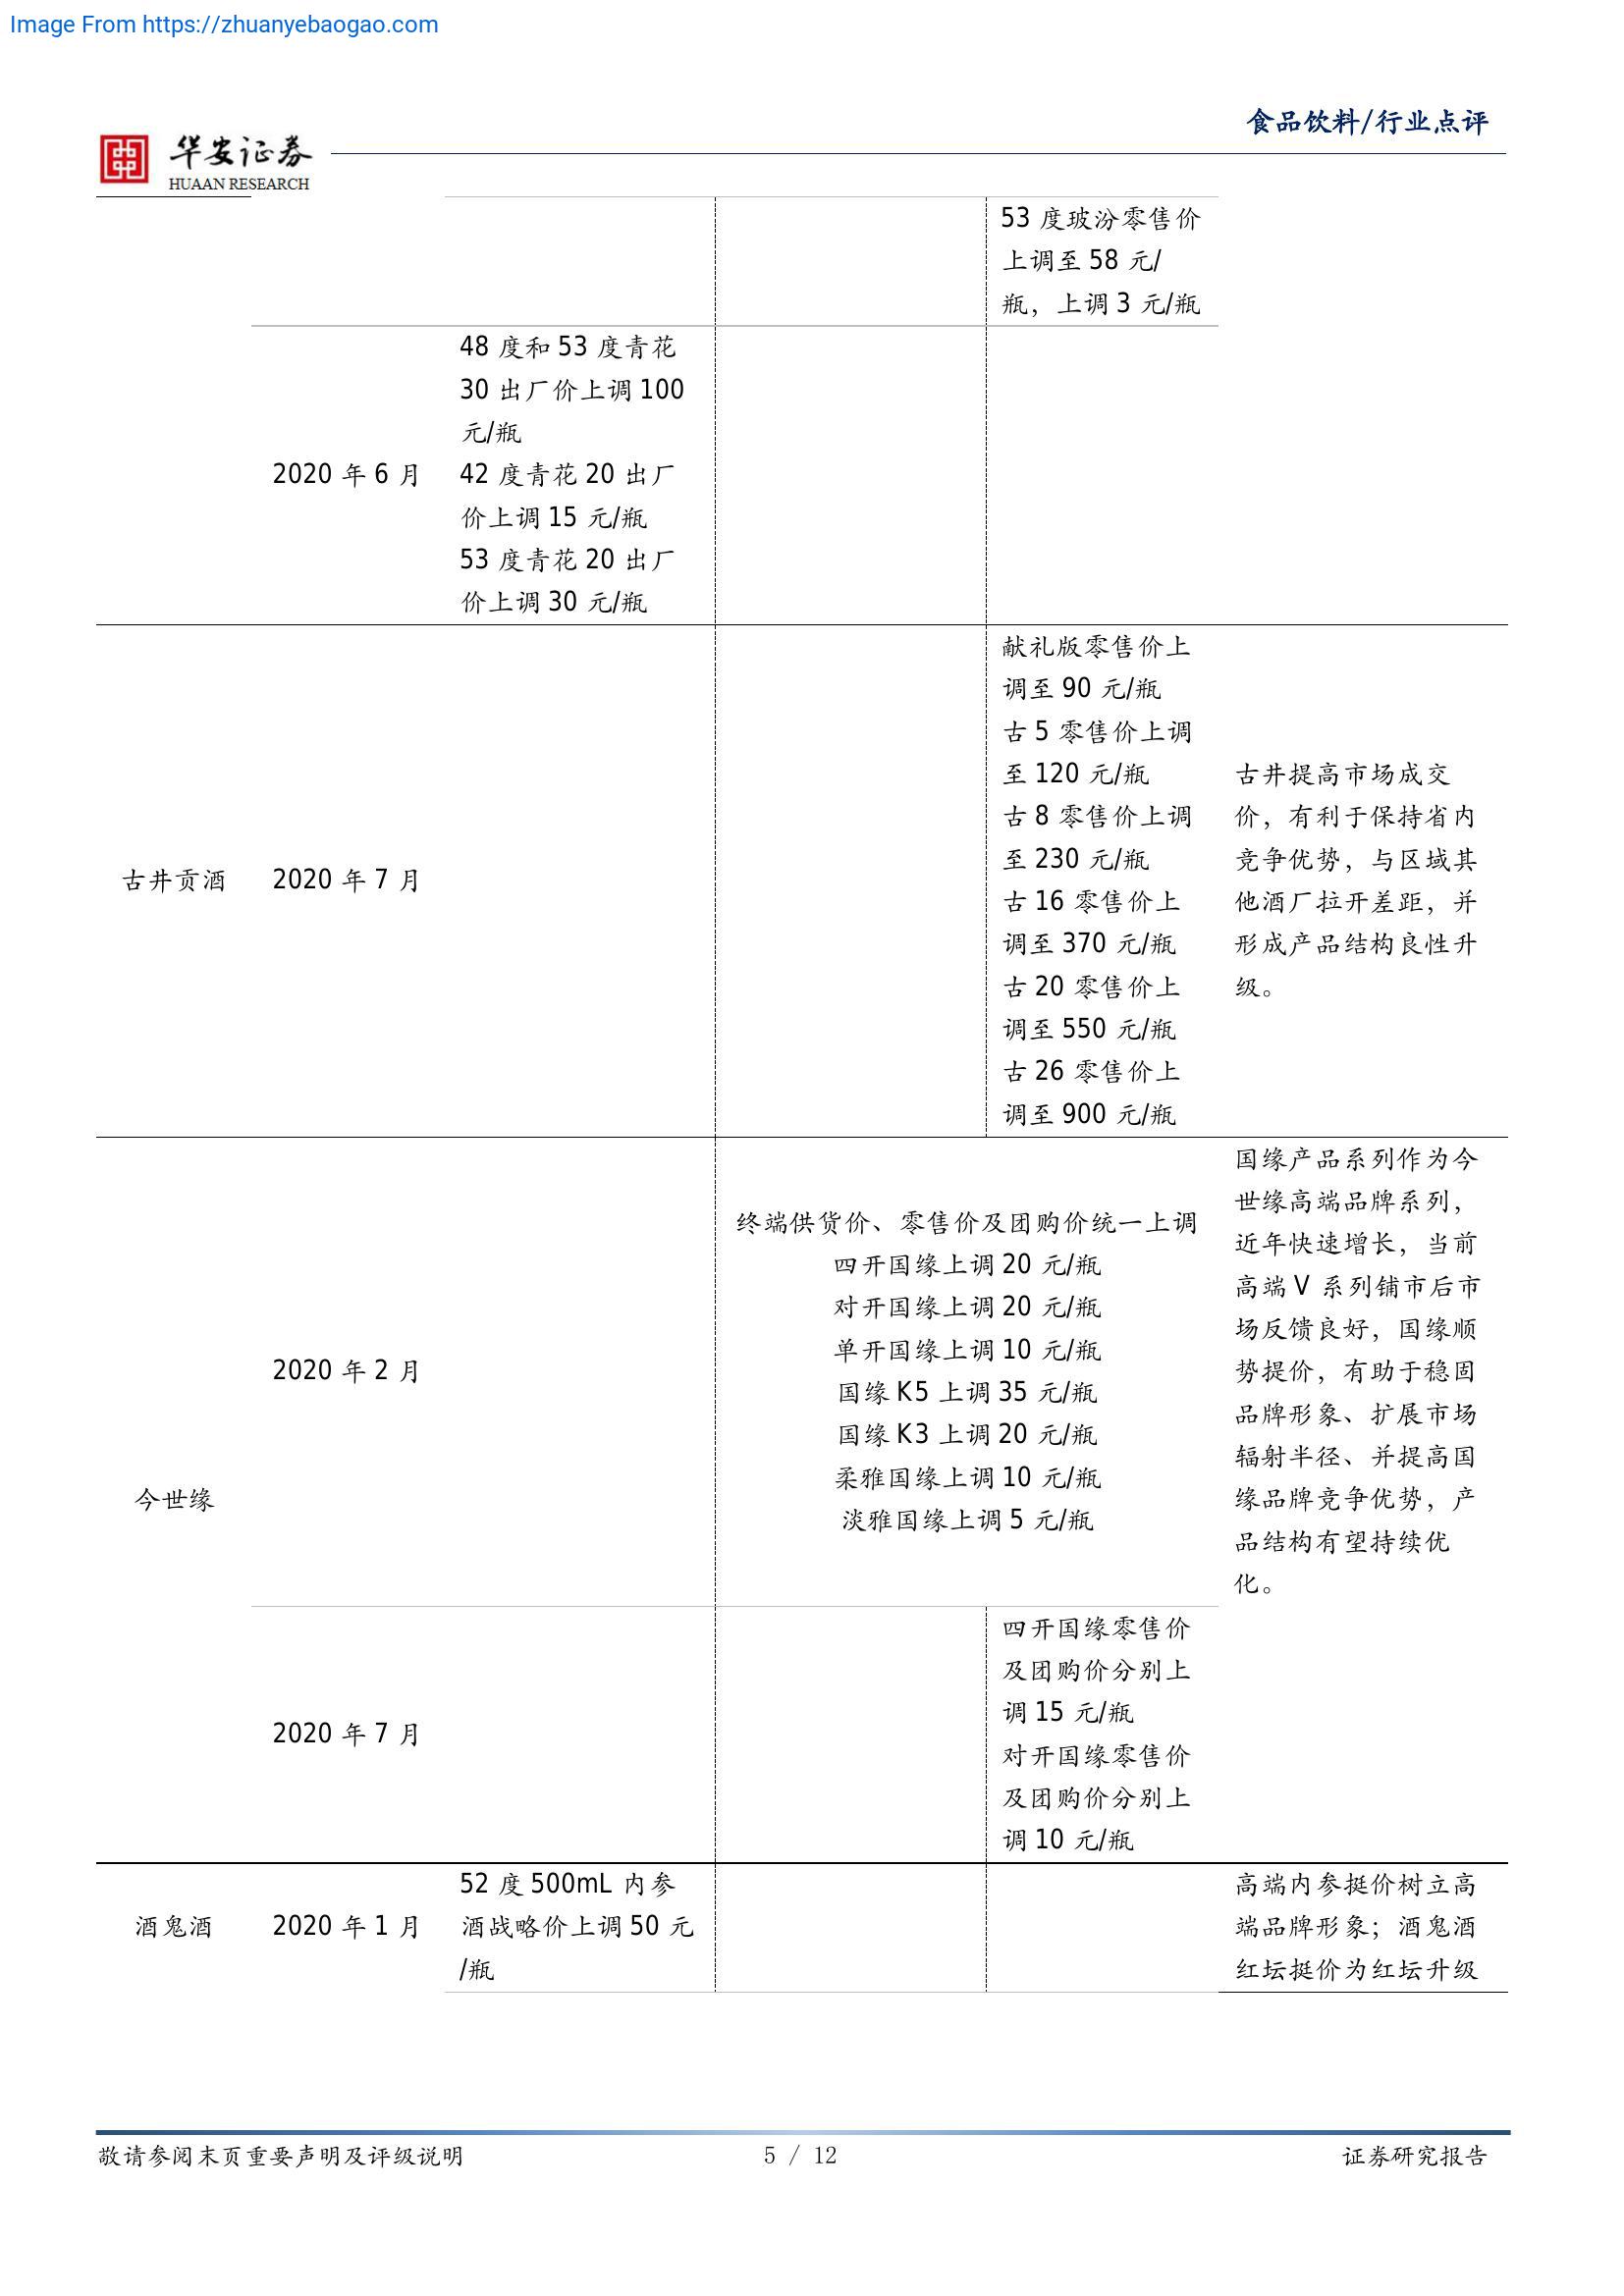 Image From https://zhuanyebaogao.com
食品饮料/行业点评
华安证券
HUAAN RESEARCH
53 度玻汾零售价
上调至 58 元/
瓶，上调 3 元/瓶
2020 年 6 月
48 度和 53 度青花
30 出厂价上调 100
元/瓶
42 度青花 20 出厂
价上调 15 元/瓶
53 度青花 20 出厂
价上调 30 元/瓶
古井贡酒
2020 年 7 月
献礼版零售价上
调至 90 元/瓶
古 5 零售价上调
至 120 元/瓶
古 8 零售价上调
至 230 元/瓶
古 16 零售价上
调至 370 元/瓶
古 20 零售价上
调至 550 元/瓶
古 26 零售价上
调至 900 元/瓶
古井提高市场成交
价，有利于保持省内
竞争优势，与区域其
他酒厂拉开差距，并
形成产品结构良性升
级。
今世缘
2020 年 2 月
终端供货价、零售价及团购价统一上调
四开国缘上调 20 元/瓶
对开国缘上调 20 元/瓶
单开国缘上调 10 元/瓶
国缘 K5 上调 35 元/瓶
国缘 K3 上调 20 元/瓶
柔雅国缘上调 10 元/瓶
淡雅国缘上调 5 元/瓶
国缘产品系列作为今
世缘高端品牌系列，
近年快速增长，当前
高端 V 系列铺市后市
场反馈良好，国缘顺
势提价，有助于稳固
品牌形象、扩展市场
辐射半径、并提高国
缘品牌竞争优势，产
品结构有望持续优
化。
2020 年 7 月
四开国缘零售价
及团购价分别上
调 15 元/瓶
对开国缘零售价
及团购价分别上
调 10 元/瓶
酒鬼酒
2020 年 1 月
52 度 500mL 内参
酒战略价上调 50 元
/瓶
高端内参挺价树立高
端品牌形象；酒鬼酒
红坛挺价为红坛升级
敬请参阅末页重要声明及评级说明
5 / 12
证券研究报告